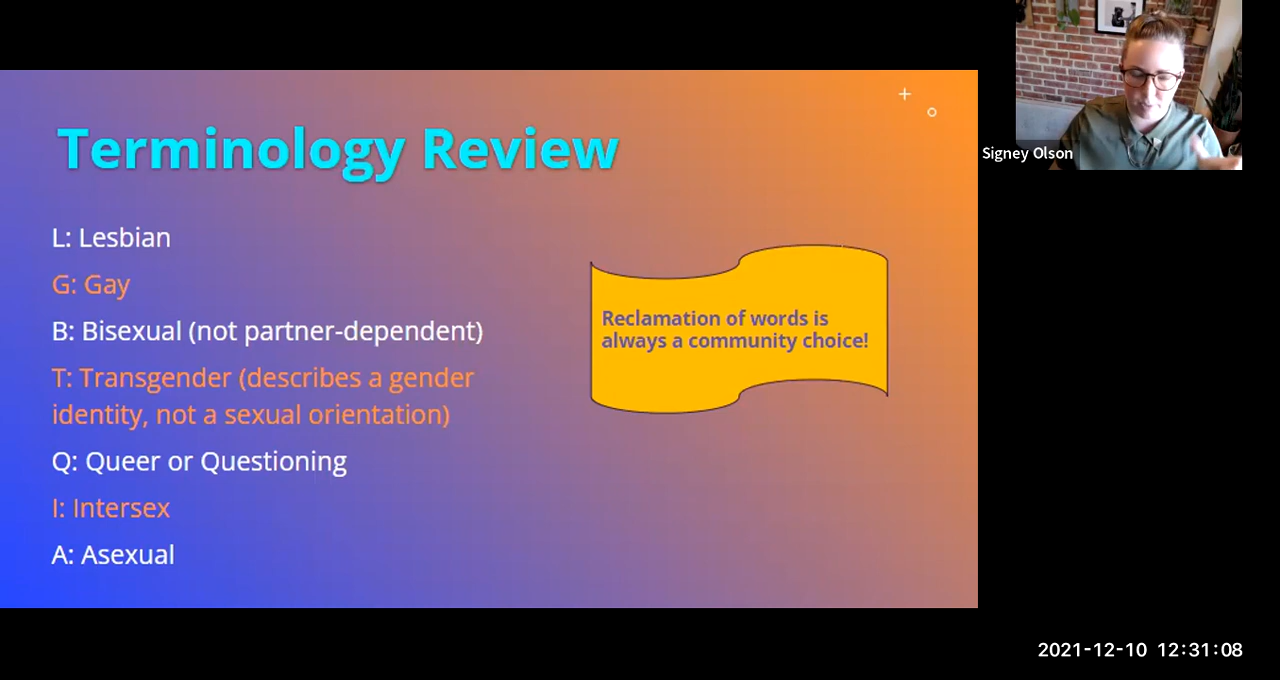 Terminology Review
L: Lesbian
G: Gay
B: Bisexual (not partner-dependent)
T: Transgender (describes a gender
identity, not a sexual orientation)
Q: Queer or Questioning
I: Intersex
A: Asexual
Reclamation of words is
always a community choice!
Signey Olson
2021-12-10 12:31:08